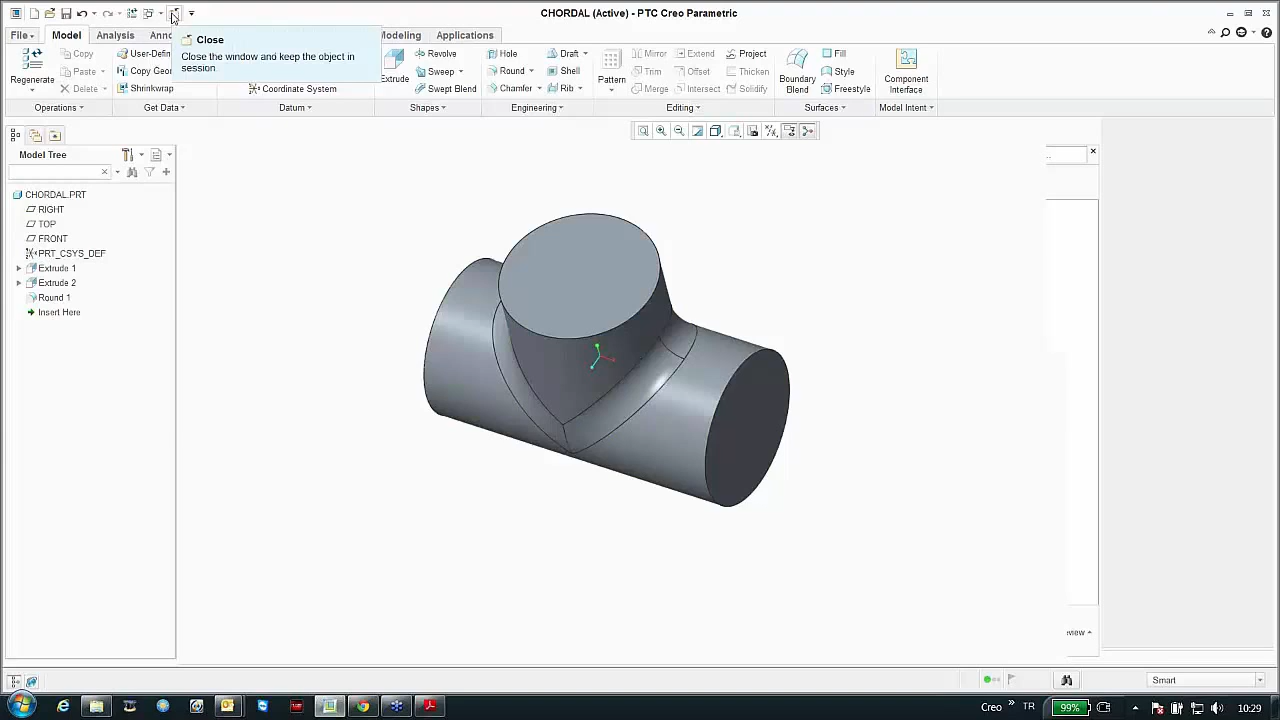 CHORDAL (Active) - PTC Creo Parametric
File Model Analysis Ann Modeling Applications
Close
Close the window and keep the object in
session.
Regenerate
Copy
Paste
Delete
User-Defin
Copy Geo
Shrinkwrap
Coordinate System
Extrude
Revolve
Sweep
Swept Blend
Hole
Round
Chamfer
Draft
Shell
Rib
Pattern
Mirror
Trim
Merge
Extend
Offset
Intersect
Project
Thicken
Solidify
Boundary
Blend
Fill
Style
Freestyle
Component
Interface
Operations Get Data Datum Shapes Engineering Editing Surfaces Model Intent
Model Tree
CHORDAL.PRT
RIGHT
TOP
FRONT
PRT_CSYS_DEF
Extrude 1
Extrude 2
Round 1
Insert Here
...
Smart
Creo » TR 99% 10:29